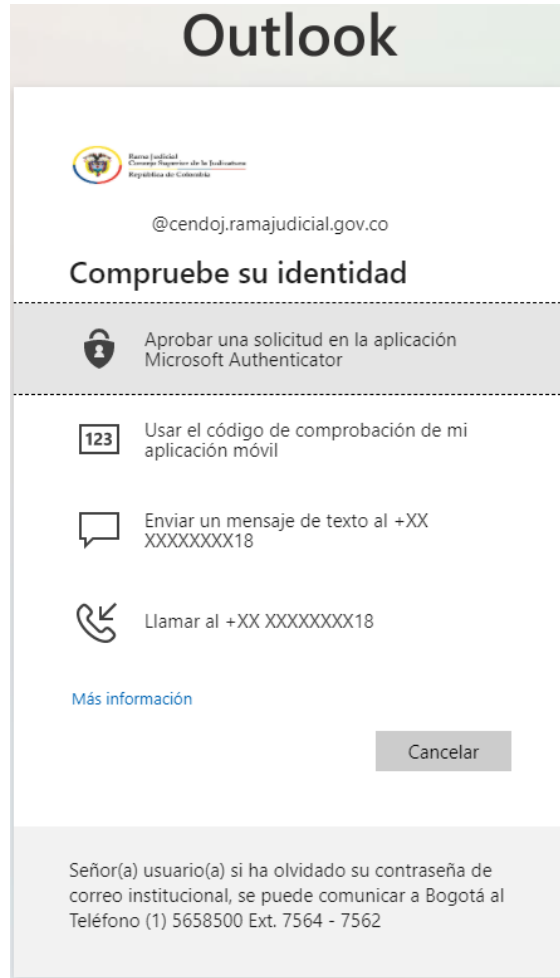 Outlook
Rama Judicial
Consejo Superior de la Judicatura
República de Colombia
@cendoj.ramajudicial.gov.co
Compruebe su identidad
Aprobar una solicitud en la aplicación
Microsoft Authenticator
123
Usar el código de comprobación de mi
aplicación móvil
Enviar un mensaje de texto al +XX
XXXXXXXX18
Llamar al +XX XXXXXXXX18
Más información
Cancelar
Señor(a) usuario(a) si ha olvidado su contraseña de
correo institucional, se puede comunicar a Bogotá al
Teléfono (1) 5658500 Ext. 7564 - 7562